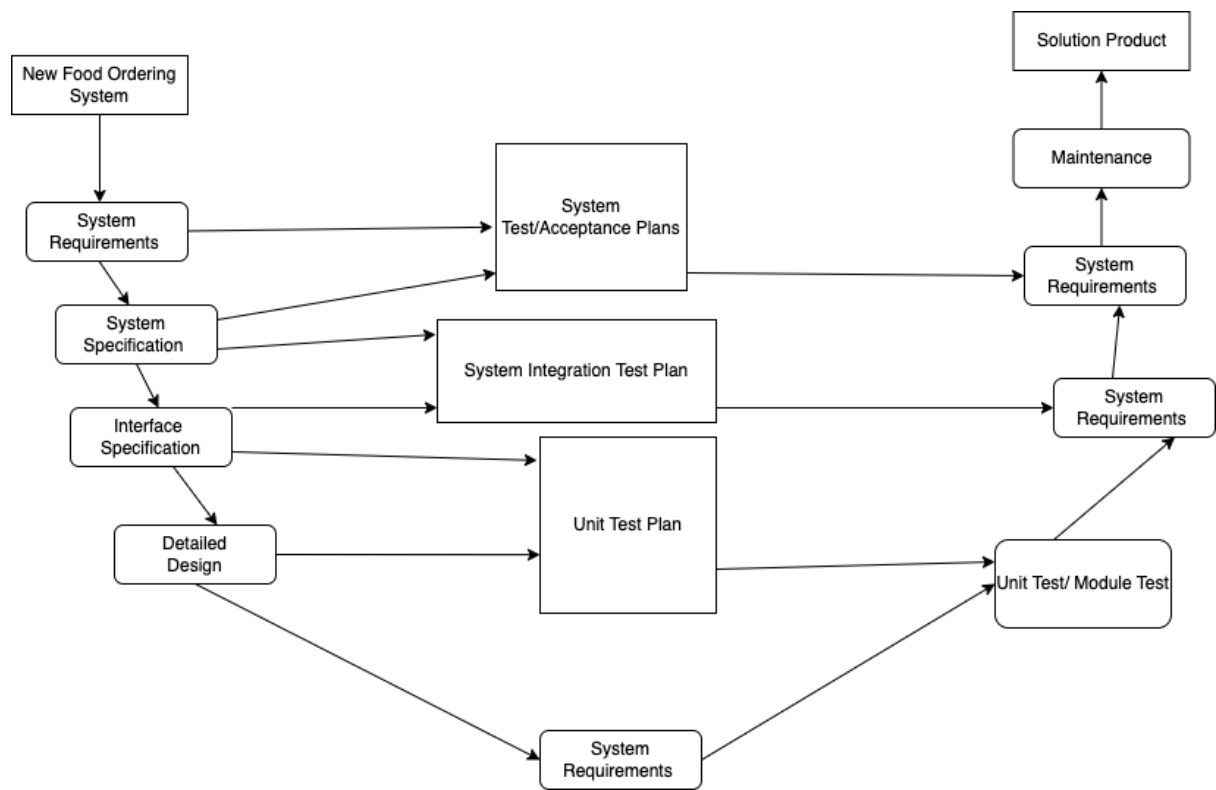 Solution Product
New Food Ordering
System
Maintenance
System
Test/Acceptance Plans
System
Requirements
System
Requirements
System
Specification
System Integration Test Plan
System
Requirements
Interface
Specification
Unit Test Plan
Detailed
Design
Unit Test/ Module Test
System
Requirements